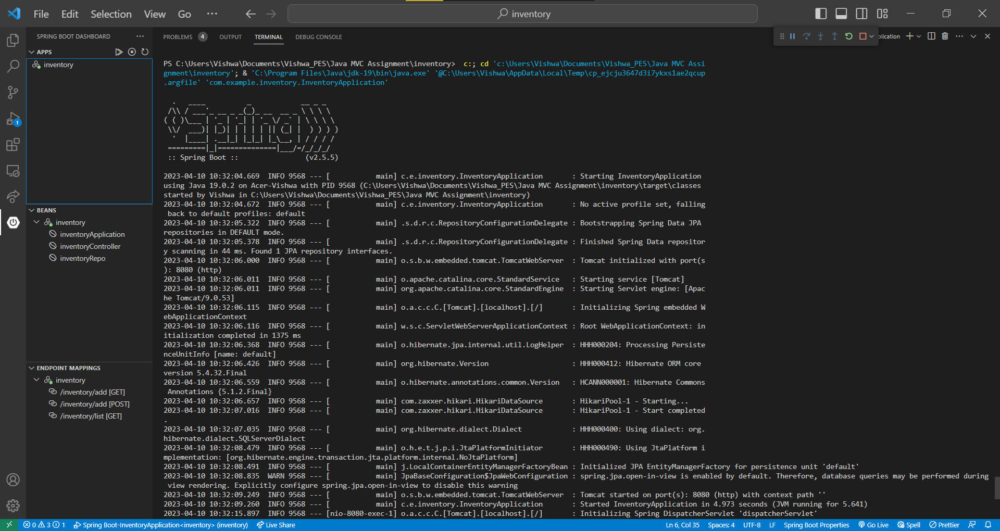 File Edit Selection View Go ··· inventory
SPRING BOOT DASHBOARD ···
APPS
inventory
BEANS
inventory
inventoryApplication
inventoryController
inventoryRepo
ENDPOINT MAPPINGS
inventory
/inventory/add [GET]
/inventory/add [POST]
/inventory/list [GET]
PROBLEMS 4 OUTPUT TERMINAL DEBUG CONSOLE
plication
PS C:\Users\Vishwa\Documents\Vishwa_PES\Java MVC Assignment\inventory>  c:; cd 'c:\Users\Vishwa\Documents\Vishwa_PES\Java MVC Assi
gnment\inventory'; & 'C:\Program Files\Java\jdk-19\bin\java.exe' '@C:\Users\Vishwa\AppData\Local\Temp\cp_ejcju3647d3i7ykxs1ae2qcup
.argfile' 'com.example.inventory.InventoryApplication'
  .   ____          _            __ _ _
 /\\ / ___'_ __ _ _(_)_ __  __ _ \ \ \ \
( ( )\___ | '_ | '_| | '_ \/ _` | \ \ \ \
 \\/  ___)| |_)| | | | | || (_| |  ) ) ) )
  '  |____| .__|_| |_|_| |_\__, | / / / /
 =========|_|==============|___/=/_/_/_/
 :: Spring Boot ::                (v2.5.5)
2023-04-10 10:32:04.669  INFO 9568 --- [           main] c.e.inventory.InventoryApplication       : Starting InventoryApplication
using Java 19.0.2 on Acer-Vishwa with PID 9568 (C:\Users\Vishwa\Documents\Vishwa_PES\Java MVC Assignment\inventory\target\classes
started by Vishwa in C:\Users\Vishwa\Documents\Vishwa_PES\Java MVC Assignment\inventory)
2023-04-10 10:32:04.672  INFO 9568 --- [           main] c.e.inventory.InventoryApplication       : No active profile set, falling
 back to default profiles: default
2023-04-10 10:32:05.322  INFO 9568 --- [           main] .s.d.r.c.RepositoryConfigurationDelegate : Bootstrapping Spring Data JPA
repositories in DEFAULT mode.
2023-04-10 10:32:05.378  INFO 9568 --- [           main] .s.d.r.c.RepositoryConfigurationDelegate : Finished Spring Data repositor
y scanning in 44 ms. Found 1 JPA repository interfaces.
2023-04-10 10:32:06.000  INFO 9568 --- [           main] o.s.b.w.embedded.tomcat.TomcatWebServer  : Tomcat initialized with port(s
): 8080 (http)
2023-04-10 10:32:06.011  INFO 9568 --- [           main] o.apache.catalina.core.StandardService   : Starting service [Tomcat]
2023-04-10 10:32:06.011  INFO 9568 --- [           main] org.apache.catalina.core.StandardEngine  : Starting Servlet engine: [Apac
he Tomcat/9.0.53]
2023-04-10 10:32:06.115  INFO 9568 --- [           main] o.a.c.c.C.[Tomcat].[localhost].[/]       : Initializing Spring embedded W
ebApplicationContext
2023-04-10 10:32:06.116  INFO 9568 --- [           main] w.s.c.ServletWebServerApplicationContext : Root WebApplicationContext: in
itialization completed in 1375 ms
2023-04-10 10:32:06.368  INFO 9568 --- [           main] o.hibernate.jpa.internal.util.LogHelper  : HHH000204: Processing Persiste
nceUnitInfo [name: default]
2023-04-10 10:32:06.426  INFO 9568 --- [           main] org.hibernate.Version                    : HHH000412: Hibernate ORM core
version 5.4.32.Final
2023-04-10 10:32:06.559  INFO 9568 --- [           main] o.hibernate.annotations.common.Version   : HCANN000001: Hibernate Commons
 Annotations {5.1.2.Final}
2023-04-10 10:32:06.657  INFO 9568 --- [           main] com.zaxxer.hikari.HikariDataSource       : HikariPool-1 - Starting...
2023-04-10 10:32:07.016  INFO 9568 --- [           main] com.zaxxer.hikari.HikariDataSource       : HikariPool-1 - Start completed
.
2023-04-10 10:32:07.035  INFO 9568 --- [           main] org.hibernate.dialect.Dialect            : HHH000400: Using dialect: org.
hibernate.dialect.SQLServerDialect
2023-04-10 10:32:08.479  INFO 9568 --- [           main] o.h.e.t.j.p.i.JtaPlatformInitiator       : HHH000490: Using JtaPlatform i
mplementation: [org.hibernate.engine.transaction.jta.platform.internal.NoJtaPlatform]
2023-04-10 10:32:08.491  INFO 9568 --- [           main] j.LocalContainerEntityManagerFactoryBean : Initialized JPA EntityManagerFactory for persistence unit 'default'
2023-04-10 10:32:08.835  WARN 9568 --- [           main] JpaBaseConfiguration$JpaWebConfiguration : spring.jpa.open-in-view is enabled by default. Therefore, database queries may be performed during
 view rendering. Explicitly configure spring.jpa.open-in-view to disable this warning
2023-04-10 10:32:09.249  INFO 9568 --- [           main] o.s.b.w.embedded.tomcat.TomcatWebServer  : Tomcat started on port(s): 8080 (http) with context path ''
2023-04-10 10:32:09.260  INFO 9568 --- [           main] c.e.inventory.InventoryApplication       : Started InventoryApplication in 4.973 seconds (JVM running for 5.641)
2023-04-10 10:32:15.897  INFO 9568 --- [nio-8080-exec-1] o.a.c.c.C.[Tomcat].[localhost].[/]       : Initializing Spring DispatcherServlet 'dispatcherServlet'
1
0 3 1 Spring Boot-InventoryApplication<inventory> (inventory) Live Share Ln 6, Col 35 Spaces: 4 UTF-8 LF Spring Boot Properties Go Live Spell Prettier